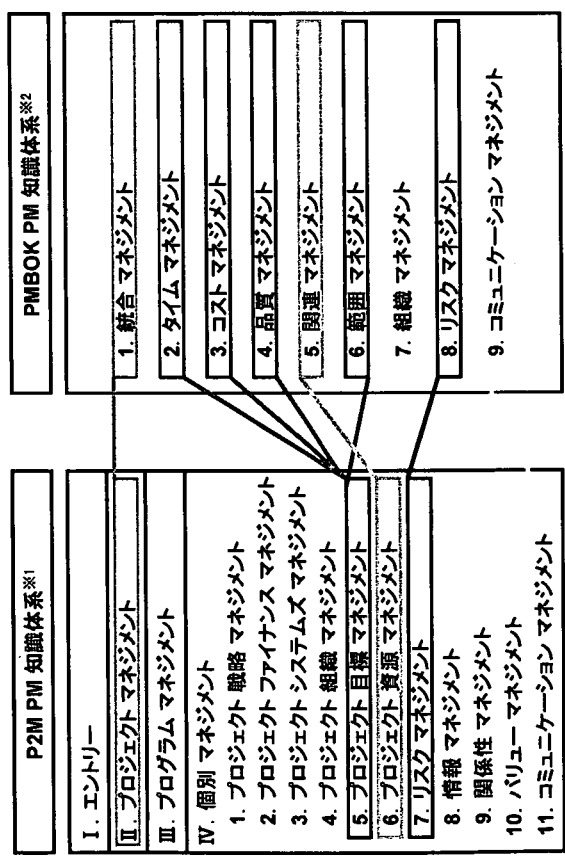 P2M PM 知識体系※1
Ⅰ. エントリー
Ⅱ. プロジェクト マネジメント
Ⅲ. プログラム マネジメント
Ⅳ. 個別 マネジメント
1. プロジェクト 戦略 マネジメント
2. プロジェクト ファイナンス マネジメント
3. プロジェクト システムズ マネジメント
4. プロジェクト 組織 マネジメント
5. プロジェクト 目標 マネジメント
6. プロジェクト 資源 マネジメント
7. リスク マネジメント
8. 情報 マネジメント
9. 関係性 マネジメント
10. バリュー マネジメント
11. コミュニケーション マネジメント
PMBOK PM 知識体系※2
1. 統合 マネジメント
2. タイム マネジメント
3. コスト マネジメント
4. 品質 マネジメント
5. 関連 マネジメント
6. 範囲 マネジメント
7. 組織 マネジメント
8. リスク マネジメント
9. コミュニケーション マネジメント